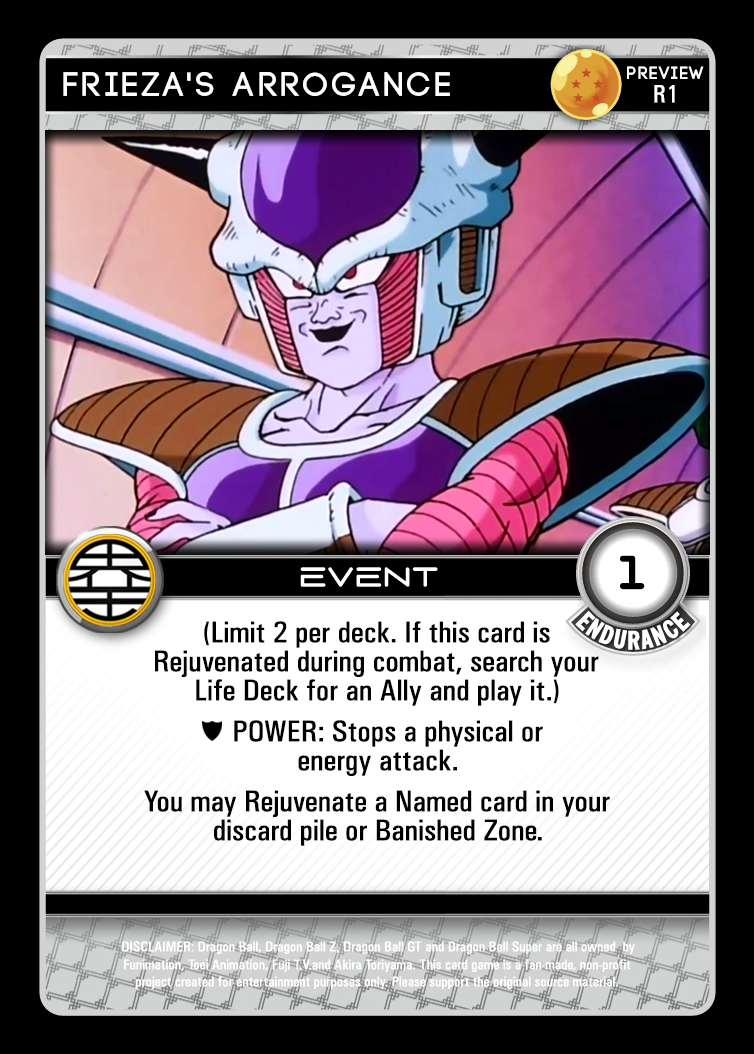 FRIEZA'S ARROGANCE
PREVIEW
R1
EVENT
1
ENDURANCE
(Limit 2 per deck. If this card is
Rejuvenated during combat, search your
Life Deck for an Ally and play it.)
POWER: Stops a physical or
energy attack.
You may Rejuvenate a Named card in your
discard pile or Banished Zone.
DISCLAIMER: Dragon Ball, Dragon Ball Z, Dragon Ball GT and Dragon Ball Super are all owned by
Funimation, Toei Animation, Fuji T.V.and Akira Toriyama. This card game is a fan-made, non-profit
project created for entertainment purposes only. Please support the original source material.